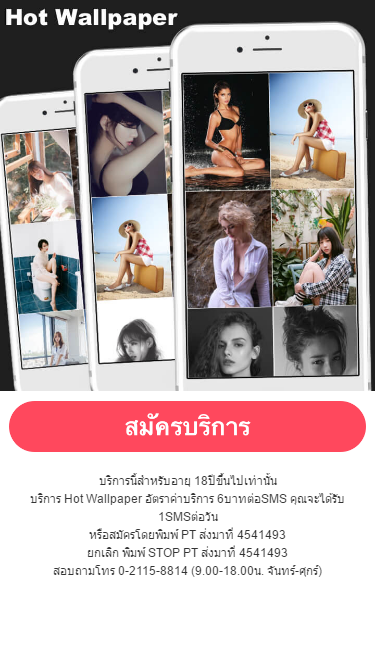 Hot Wallpaper
สมัครบริการ
บริการนี้สำหรับอายุ 18ปีขึ้นไปเท่านั้น
บริการ Hot Wallpaper อัตราค่าบริการ 6บาทต่อSMS คุณจะได้รับ
1SMSต่อวัน
หรือสมัครโดยพิมพ์ PT ส่งมาที่ 4541493
ยกเลิก พิมพ์ STOP PT ส่งมาที่ 4541493
สอบถามโทร 0-2115-8814 (9.00-18.00น. จันทร์-ศุกร์)